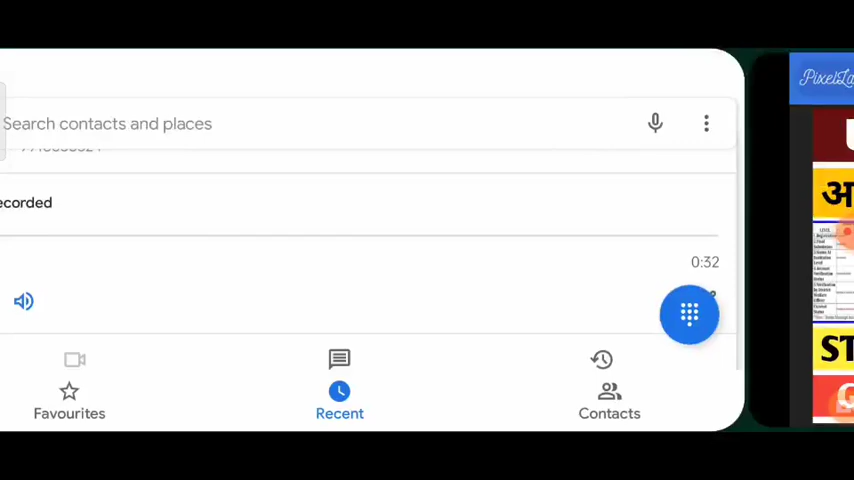 Search contacts and places
ecorded
0:32
Favourites
Recent
Contacts
PixelLa
अ
ST